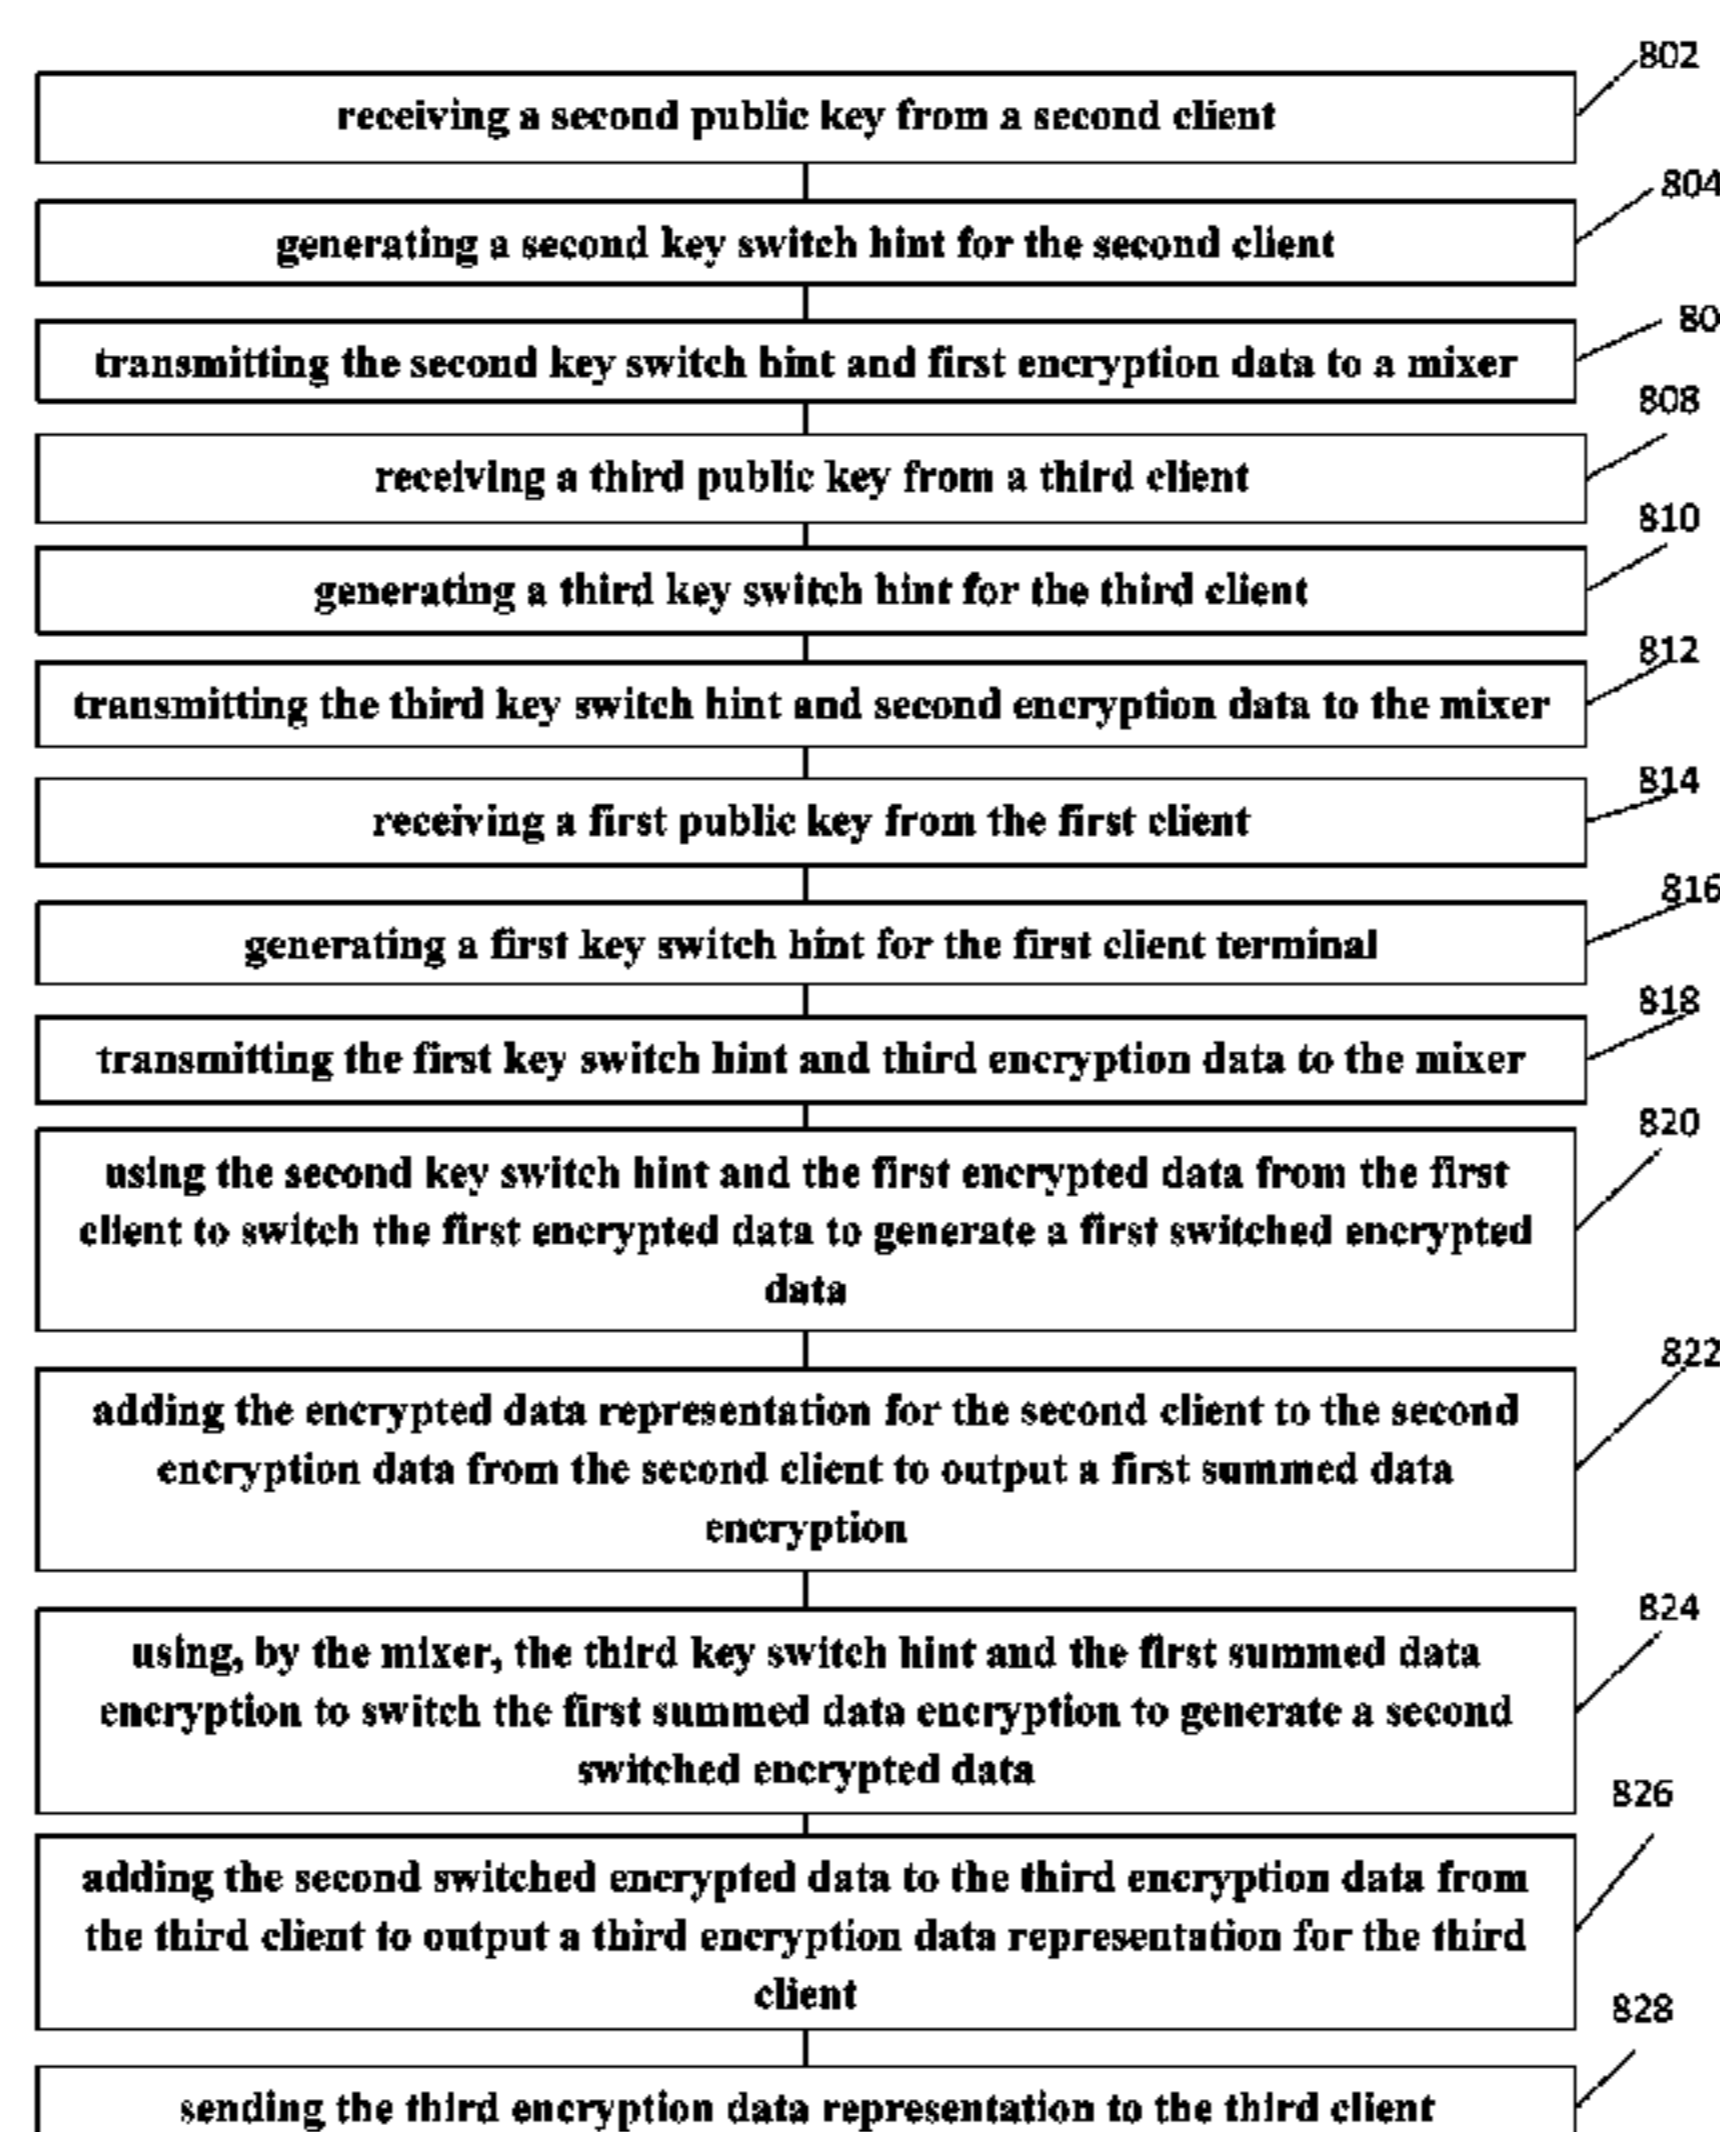 802
receiving a second public key from a second client
804
generating a second key switch hint for the second client
80
transmitting the second key switch hint and first encryption data to a mixer
808
receiving a third public key from a third client
810
generating a third key switch hint for the third client
812
transmitting the third key switch hint and second encryption data to the mixer
814
receiving a first public key from the first client
816
generating a first key switch hint for the first client terminal
818
transmitting the first key switch hint and third encryption data to the mixer
820
using the second key switch hint and the first encrypted data from the first
client to switch the first encrypted data to generate a first switched encrypted
data
822
adding the encrypted data representation for the second client to the second
encryption data from the second client to output a first summed data
encryption
824
using, by the mixer, the third key switch hint and the first summed data
encryption to switch the first summed data encryption to generate a second
switched encrypted data
826
adding the second switched encrypted data to the third encryption data from
the third client to output a third encryption data representation for the third
client
828
sending the third encryption data representation to the third client